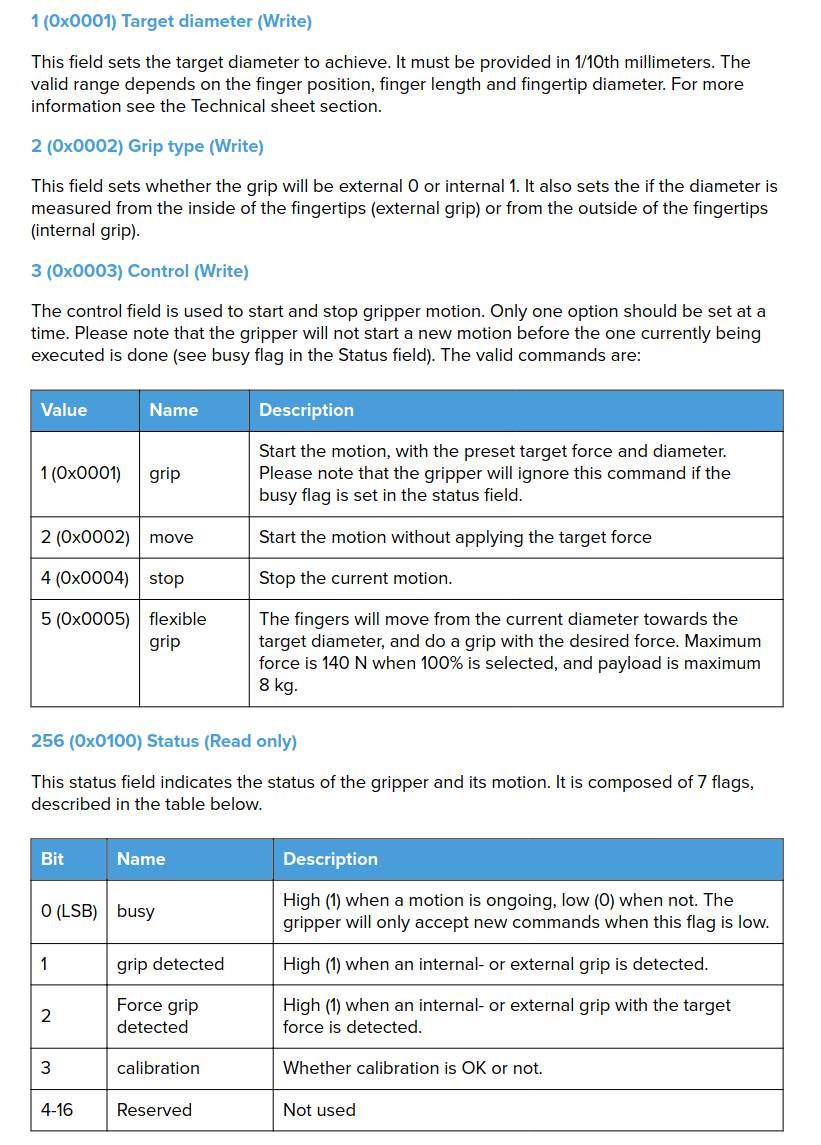 1 (0x0001) Target diameter (Write)
This field sets the target diameter to achieve. It must be provided in 1/10th millimeters. The
valid range depends on the finger position, finger length and fingertip diameter. For more
information see the Technical sheet section.
2 (0x0002) Grip type (Write)
This field sets whether the grip will be external 0 or internal 1. It also sets the if the diameter is
measured from the inside of the fingertips (external grip) or from the outside of the fingertips
(internal grip).
3 (0x0003) Control (Write)
The control field is used to start and stop gripper motion. Only one option should be set at a
time. Please note that the gripper will not start a new motion before the one currently being
executed is done (see busy flag in the Status field). The valid commands are:
Value Name Description
1 (0x0001) grip Start the motion, with the preset target force and diameter.
Please note that the gripper will ignore this command if the
busy flag is set in the status field.
2 (0x0002) move Start the motion without applying the target force
4 (0x0004) stop Stop the current motion.
5 (0x0005) flexible
grip
The fingers will move from the current diameter towards the
target diameter, and do a grip with the desired force. Maximum
force is 140 N when 100% is selected, and payload is maximum
8 kg.
256 (0x0100) Status (Read only)
This status field indicates the status of the gripper and its motion. It is composed of 7 flags,
described in the table below.
Bit Name Description
0 (LSB) busy High (1) when a motion is ongoing, low (0) when not. The
gripper will only accept new commands when this flag is low.
1 grip detected High (1) when an internal- or external grip is detected.
2 Force grip
detected
High (1) when an internal- or external grip with the target
force is detected.
3 calibration Whether calibration is OK or not.
4-16 Reserved Not used